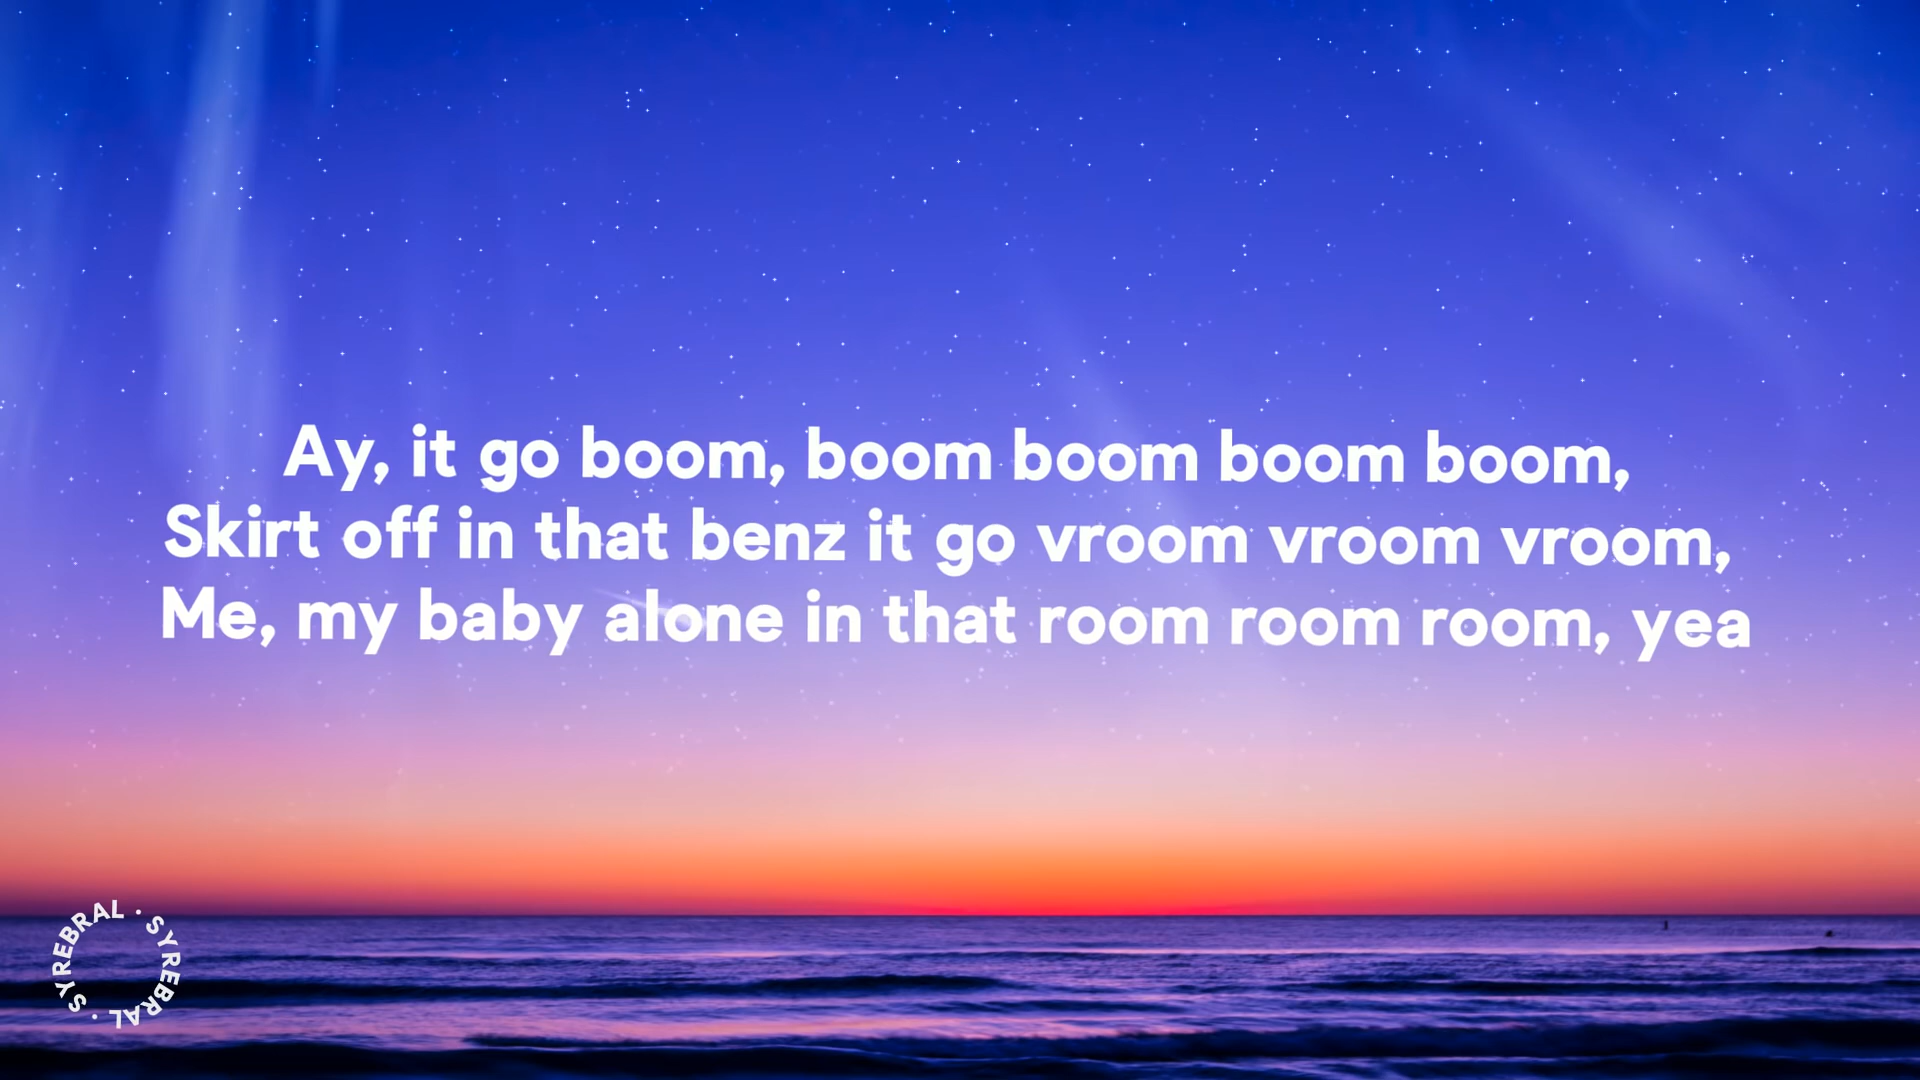 Ay, it go boom, boom boom boom boom,
Skirt off in that benz it go vroom vroom vroom,
Me, my baby alone in that room room room, yea
SYREBRAL · SYREBRAL ·